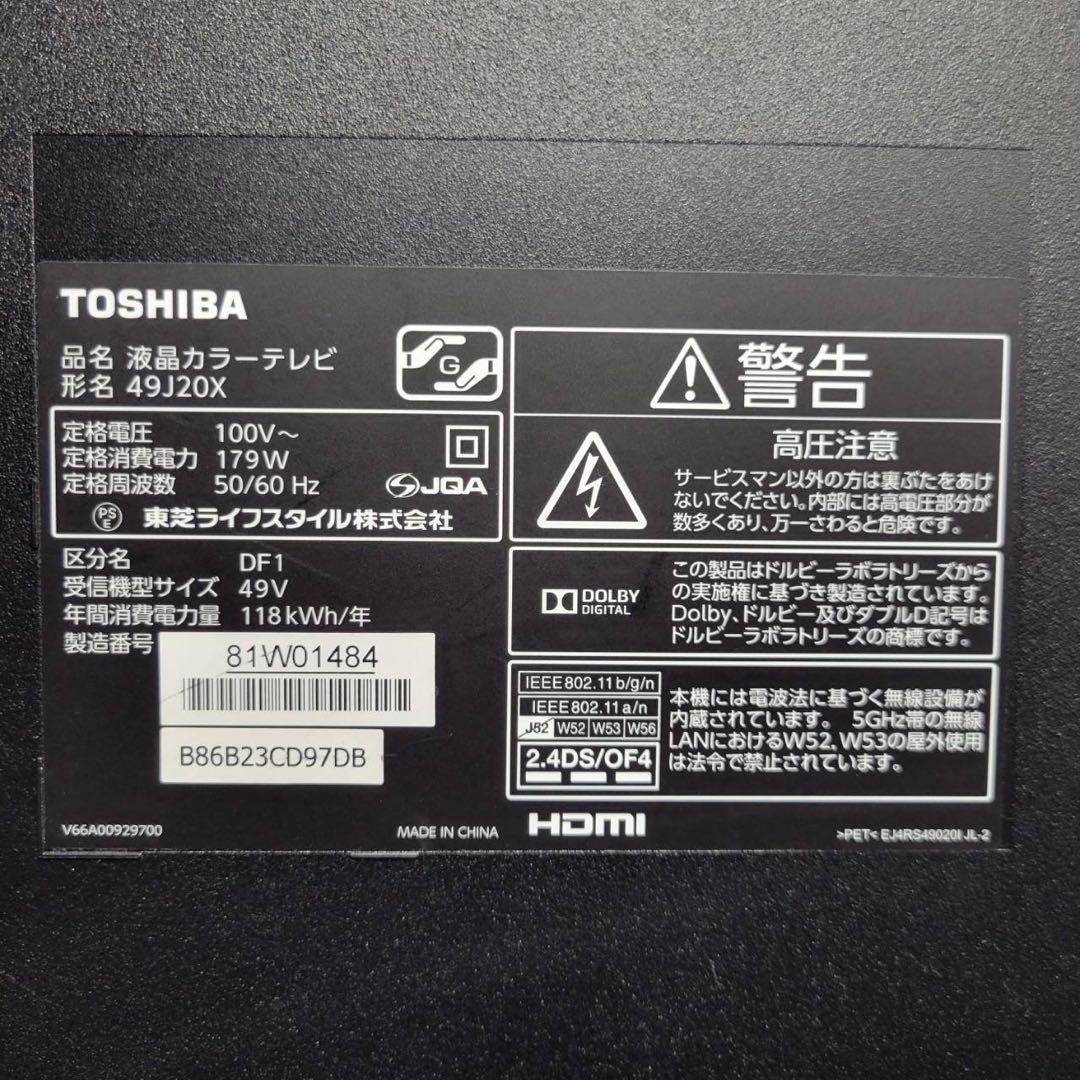 TOSHIBA
品名 液晶カラーテレビ
形名 49J20X
G
定格電圧 100V～
定格消費電力 179W
定格周波数 50/60 Hz
JQA
PS
E
東芝ライフスタイル株式会社
区分名 DF1
受信機型サイズ 49V
年間消費電力量 118kWh/年
製造番号
81W01484
B86B23CD97DB
V66A00929700
MADE IN CHINA
警告
高圧注意
サービスマン以外の方は裏ぶたをあけ
ないでください。内部には高電圧部分が
数多くあり、万一さわると危険です。
DOLBY
DIGITAL
この製品はドルビーラボラトリーズから
の実施権に基づき製造されています。
Dolby、ドルビー及びダブルD記号は
ドルビーラボラトリーズの商標です。
IEEE802.11b/g/n
IEEE802.11a/n
J52 W52 W53 W56
2.4DS/OF4
本機には電波法に基づく無線設備が
内蔵されています。 5GHz帯の無線
LANにおけるW52、W53の屋外使用
は法令で禁止されています。
HDMI
>PET< EJ4RS49020I JL-2